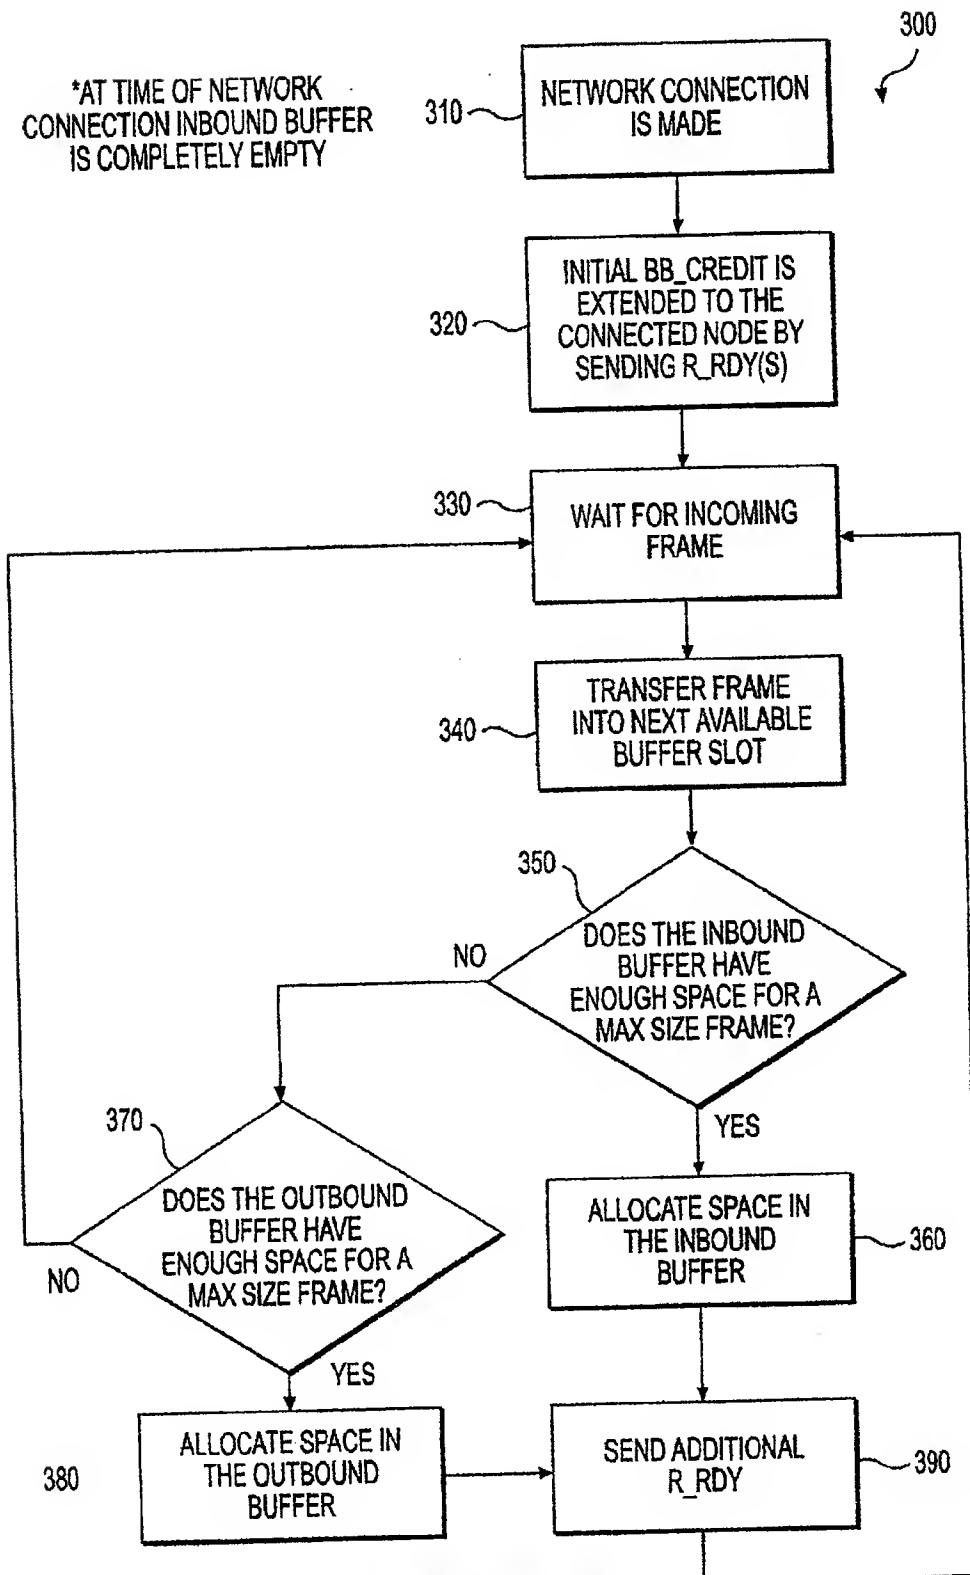 300
*AT TIME OF NETWORK
CONNECTION INBOUND BUFFER
IS COMPLETELY EMPTY
310
NETWORK CONNECTION
IS MADE
320
INITIAL BB_CREDIT IS
EXTENDED TO THE
CONNECTED NODE BY
SENDING R_RDY(S)
330
WAIT FOR INCOMING
FRAME
340
TRANSFER FRAME
INTO NEXT AVAILABLE
BUFFER SLOT
350
DOES THE INBOUND
BUFFER HAVE
ENOUGH SPACE FOR A
MAX SIZE FRAME?
NO
YES
370
DOES THE OUTBOUND
BUFFER HAVE
ENOUGH SPACE FOR A
MAX SIZE FRAME?
NO
YES
ALLOCATE SPACE IN
THE INBOUND
BUFFER
360
380
ALLOCATE SPACE IN
THE OUTBOUND
BUFFER
SEND ADDITIONAL
R_RDY
390